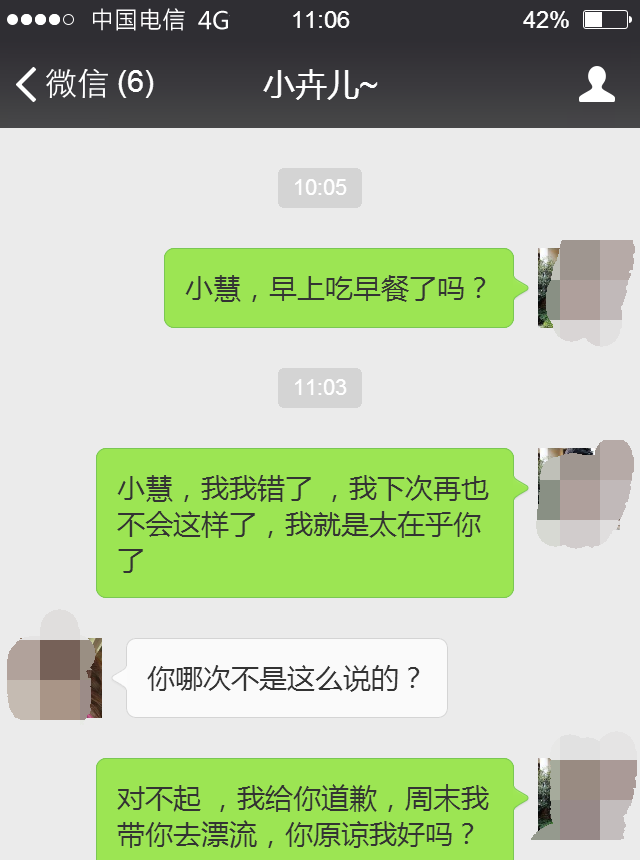 中国电信 4G 11:06 42%
微信 (6) 小卉儿~
10:05
小慧，早上吃早餐了吗？
11:03
小慧，我我错了 ，我下次再也
不会这样了，我就是太在乎你
了
你哪次不是这么说的？
对不起 ，我给你道歉，周末我
带你去漂流，你原谅我好吗？